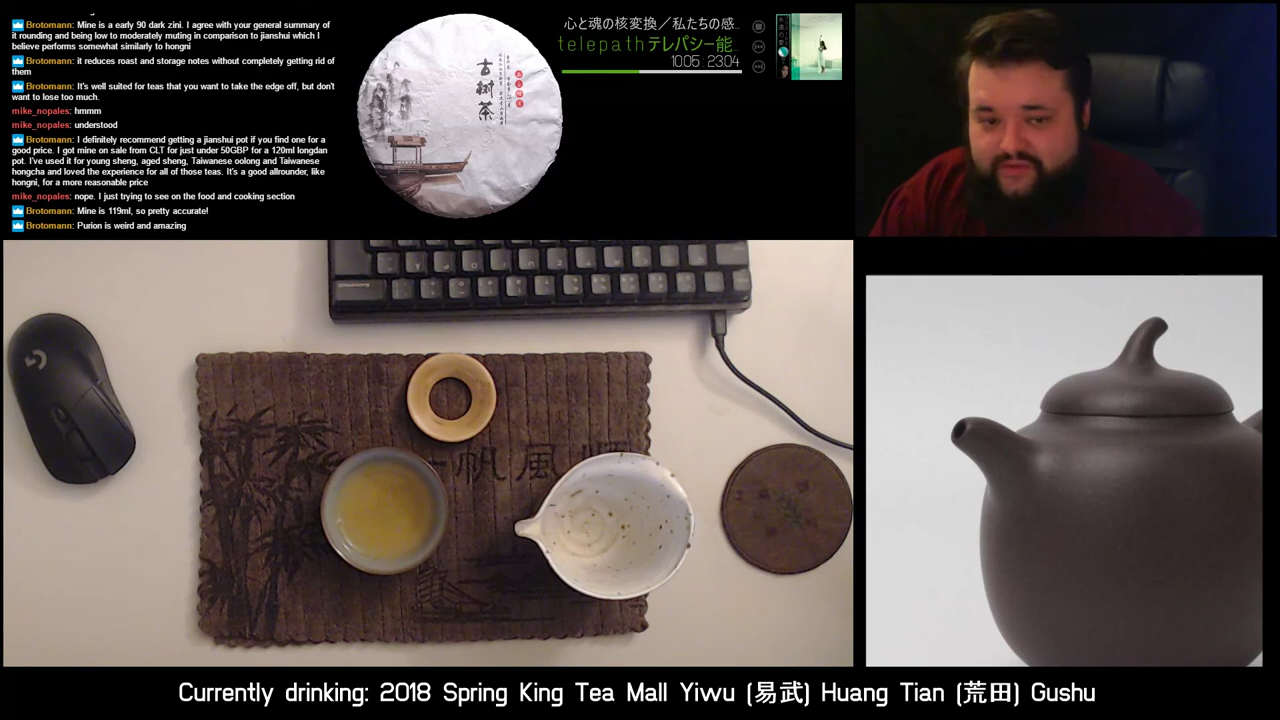 Brotomann: Mine is a early 90 dark zini. I agree with your general summary of
it rounding and being low to moderately muting in comparison to jianshui which I
believe performs somewhat similarly to hongni
Brotomann: it reduces roast and storage notes without completely getting rid of
them
Brotomann: It's well suited for teas that you want to take the edge off, but don't
want to lose too much.
mike_nopales: hmmm
mike_nopales: understood
Brotomann: I definitely recommend getting a jianshui pot if you find one for a
good price. I got mine on sale from CLT for just under 50GBP for a 120ml longdan
pot. I've used it for young sheng, aged sheng, Taiwanese oolong and Taiwanese
hongcha and loved the experience for all of those teas. It's a good allrounder, like
hongni, for a more reasonable price
mike_nopales: nope. I just trying to see on the food and cooking section
Brotomann: Mine is 119ml, so pretty accurate!
Brotomann: Purion is weird and amazing
古树茶
心と魂の核変換／私たちの感...
telepathテレパシー能...
10:05 : 23:04
一帆風順
Currently drinking: 2018 Spring King Tea Mall Yiwu (易武) Huang Tian (荒田) Gushu